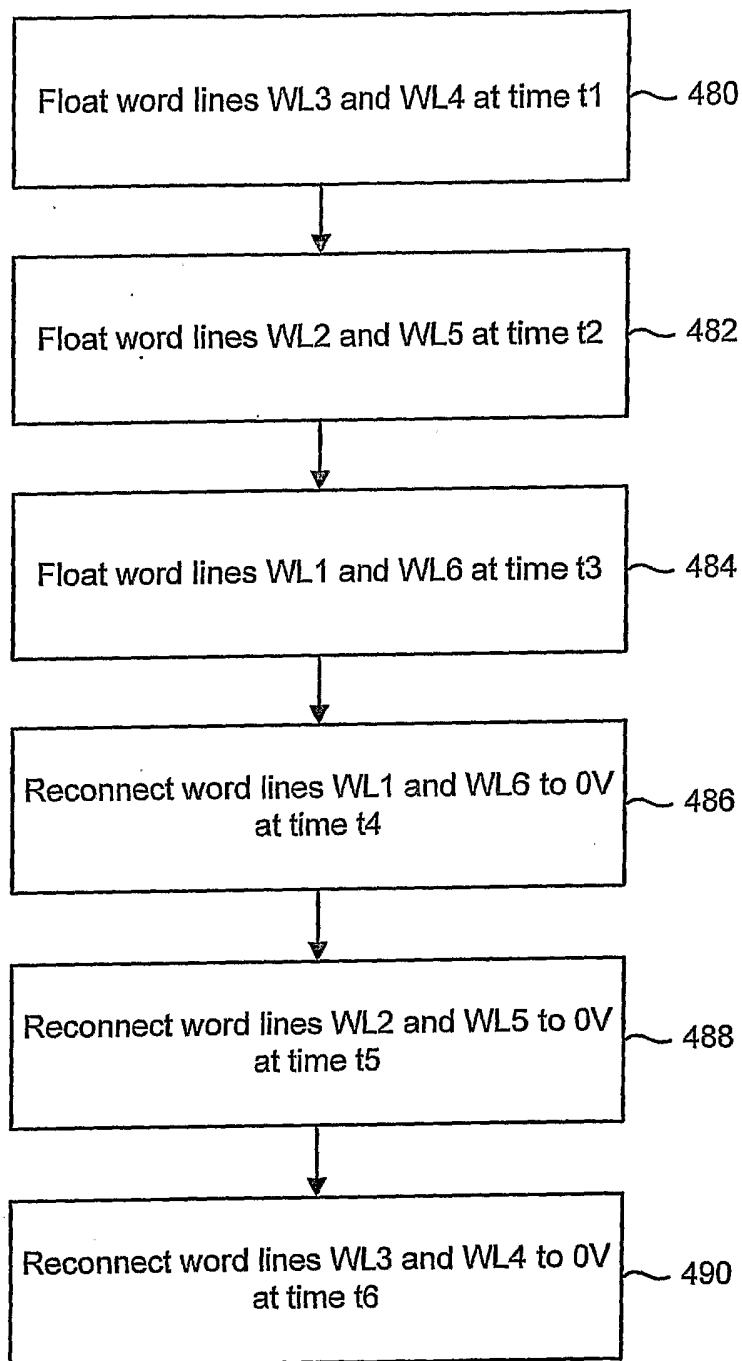 Float word lines WL3 and WL4 at time t1
480
Float word lines WL2 and WL5 at time t2
482
Float word lines WL1 and WL6 at time t3
484
Reconnect word lines WL1 and WL6 to 0V
at time t4
486
Reconnect word lines WL2 and WL5 to 0V
at time t5
488
Reconnect word lines WL3 and WL4 to 0V
at time t6
490